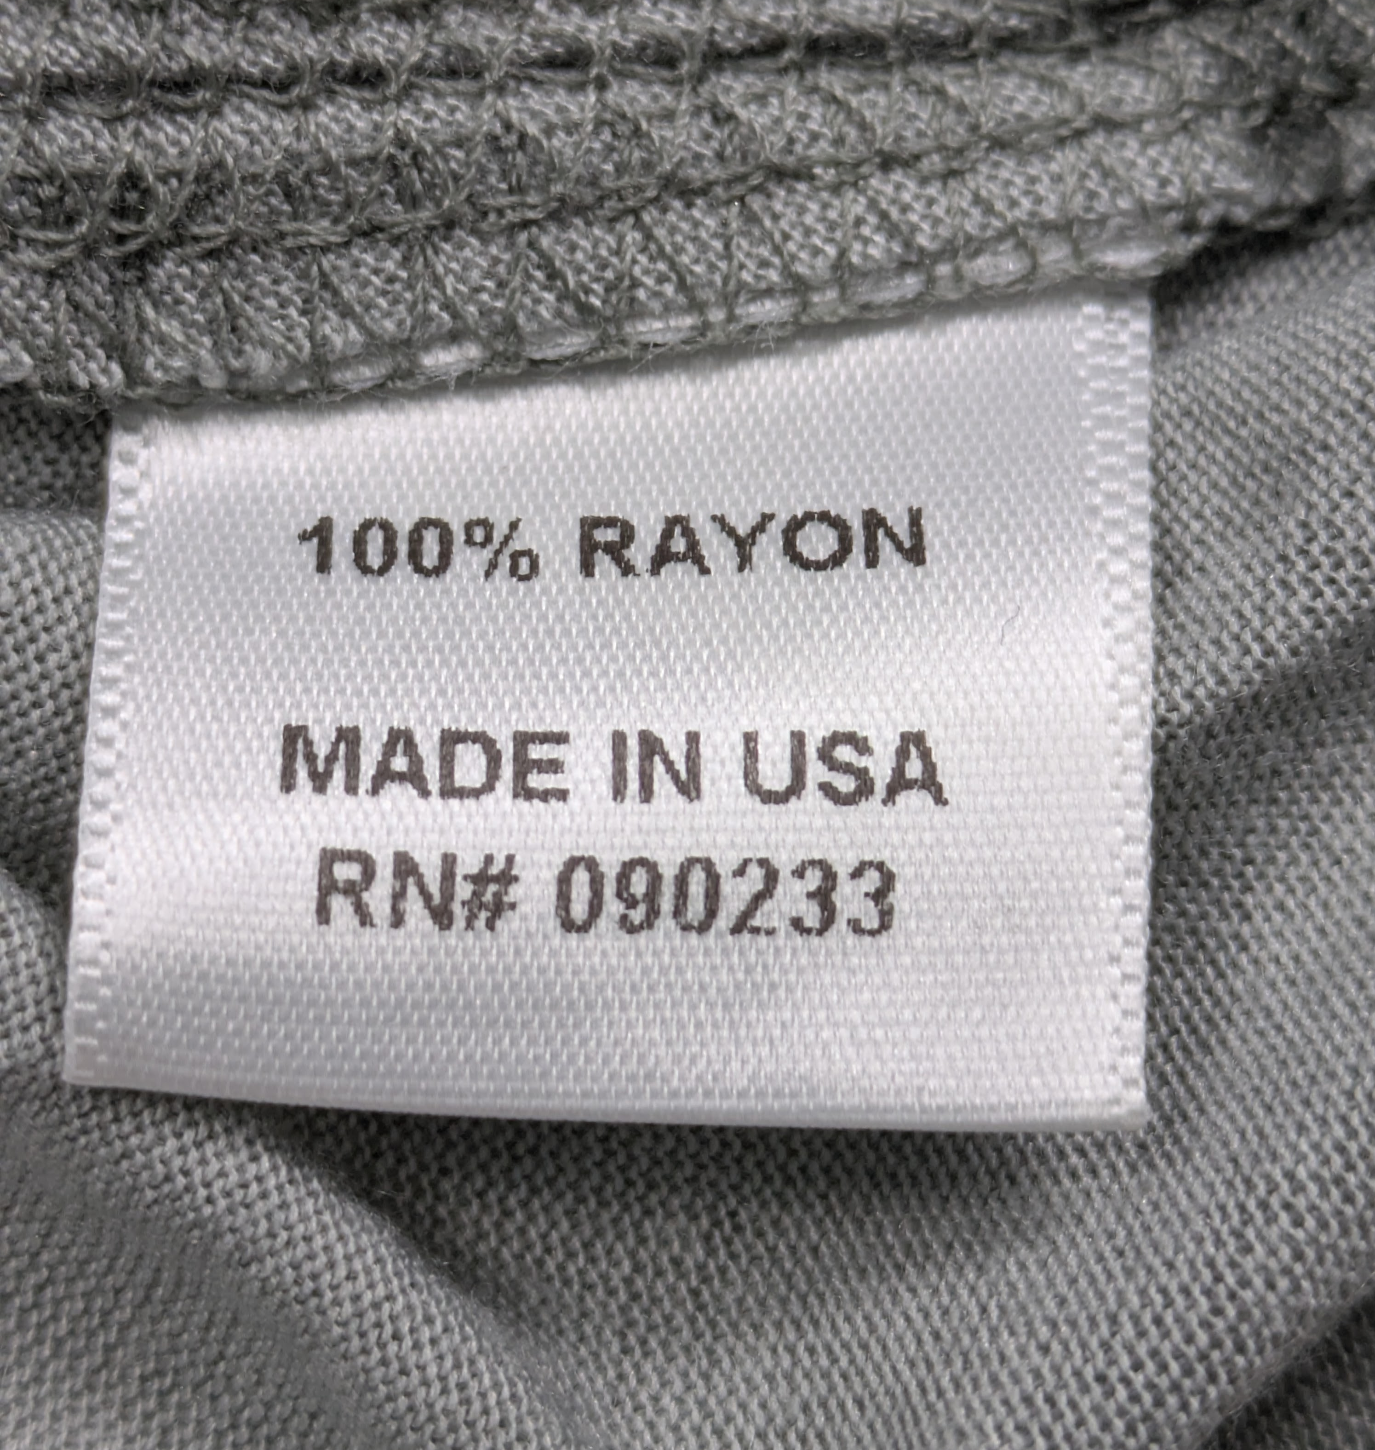 100% RAYON
MADE IN USA
RN# 090233